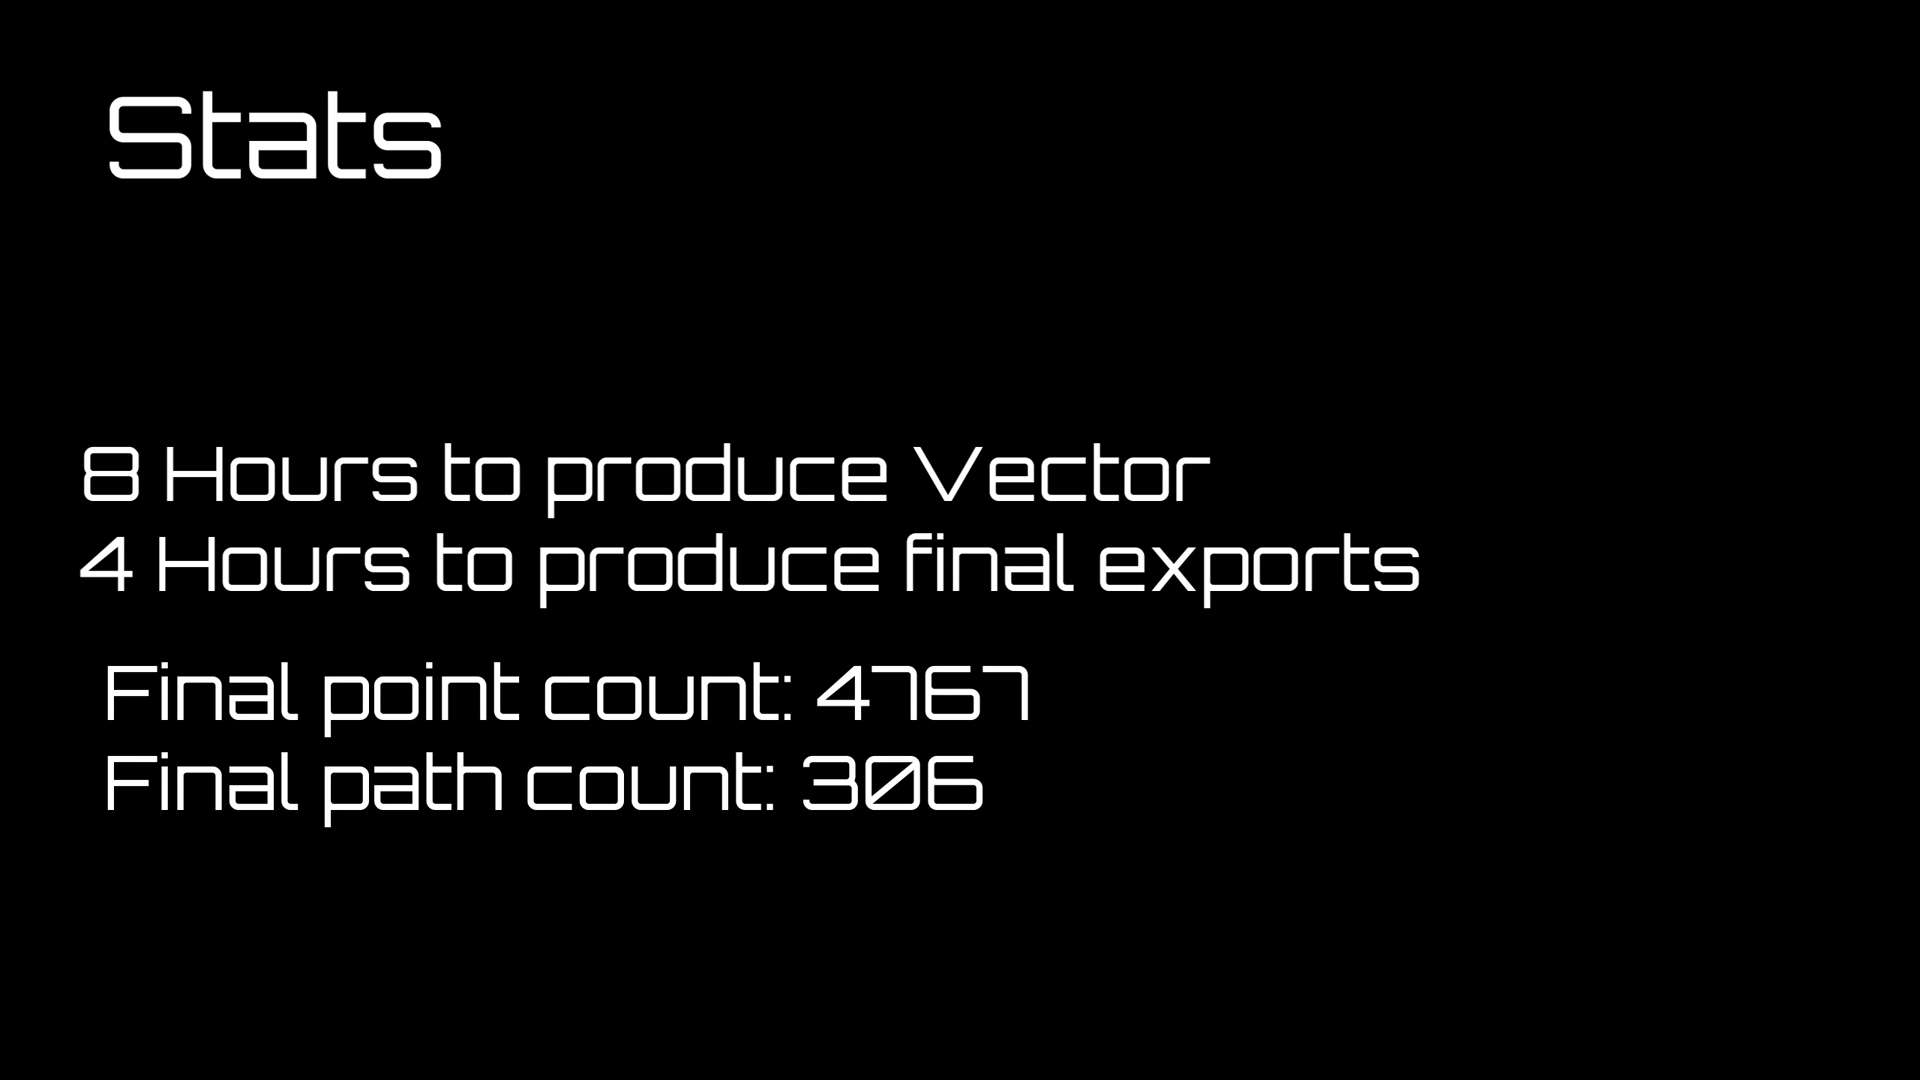 Stats
8 Hours to produce Vector
4 Hours to produce final exports
Final point count: 4767
Final path count: 306